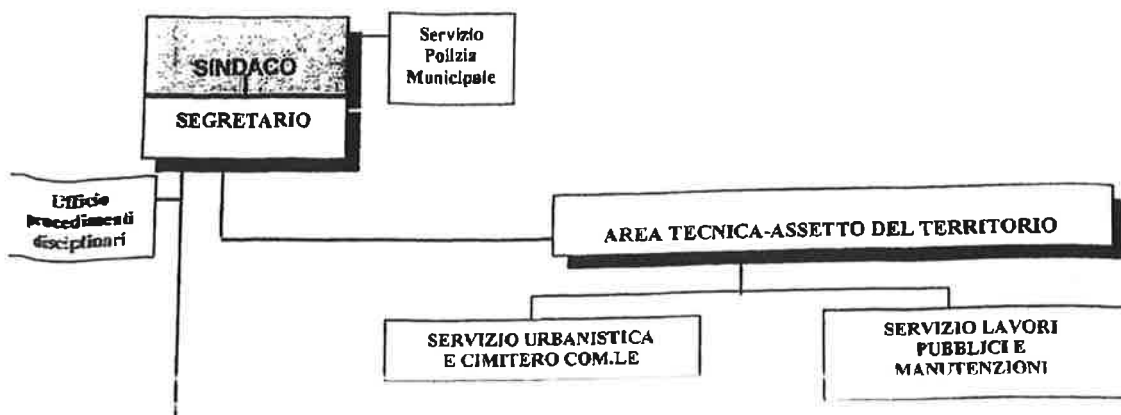 SINDACO
SEGRETARIO
Servizio
Polizia
Municipale
Ufficio
procedimenti
disciplinari
AREA TECNICA-ASSETTO DEL TERRITORIO
SERVIZIO URBANISTICA
E CIMITERO COM.LE
SERVIZIO LAVORI
PUBBLICI E
MANUTENZIONI